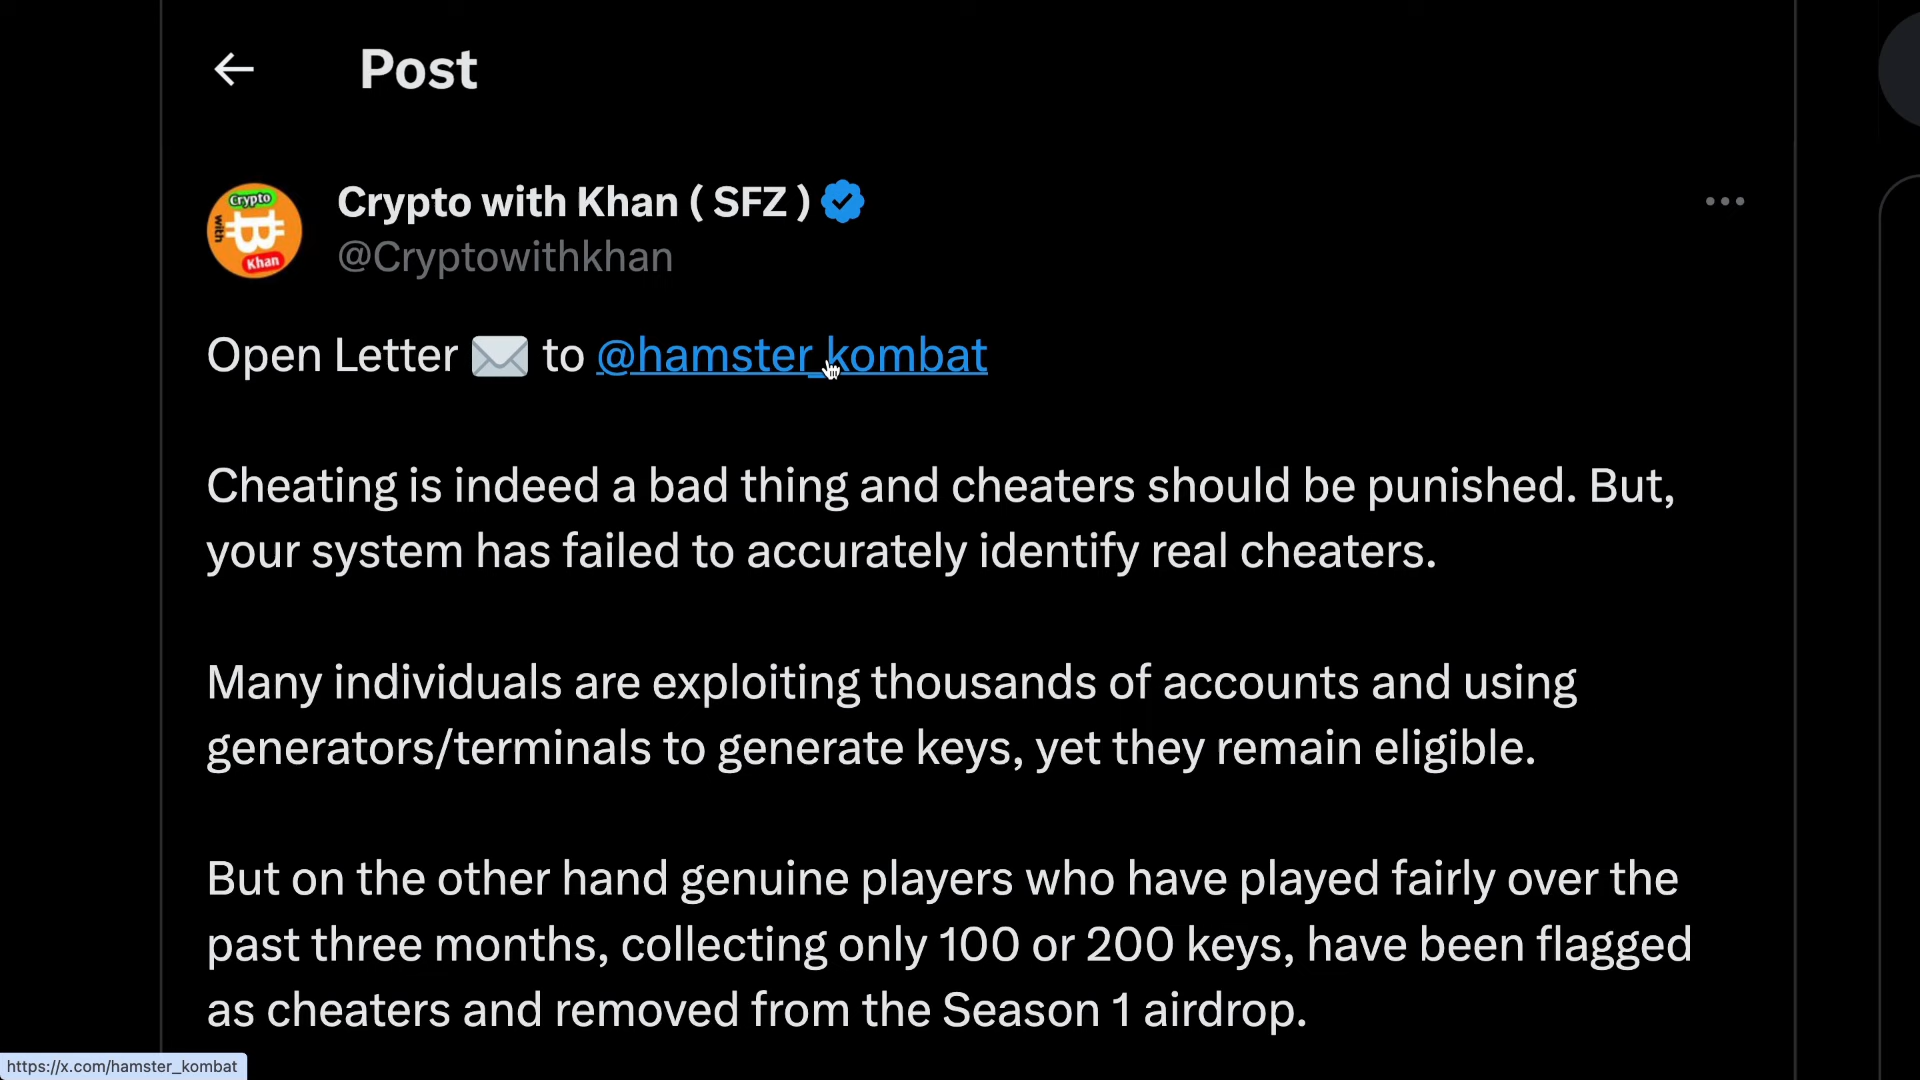 Post
Crypto
with
Khan
Crypto with Khan ( SFZ )
@Cryptowithkhan
Open Letter ✉️ to @hamster_kombat
Cheating is indeed a bad thing and cheaters should be punished. But,
your system has failed to accurately identify real cheaters.
Many individuals are exploiting thousands of accounts and using
generators/terminals to generate keys, yet they remain eligible.
But on the other hand genuine players who have played fairly over the
past three months, collecting only 100 or 200 keys, have been flagged
as cheaters and removed from the Season 1 airdrop.
https://x.com/hamster_kombat